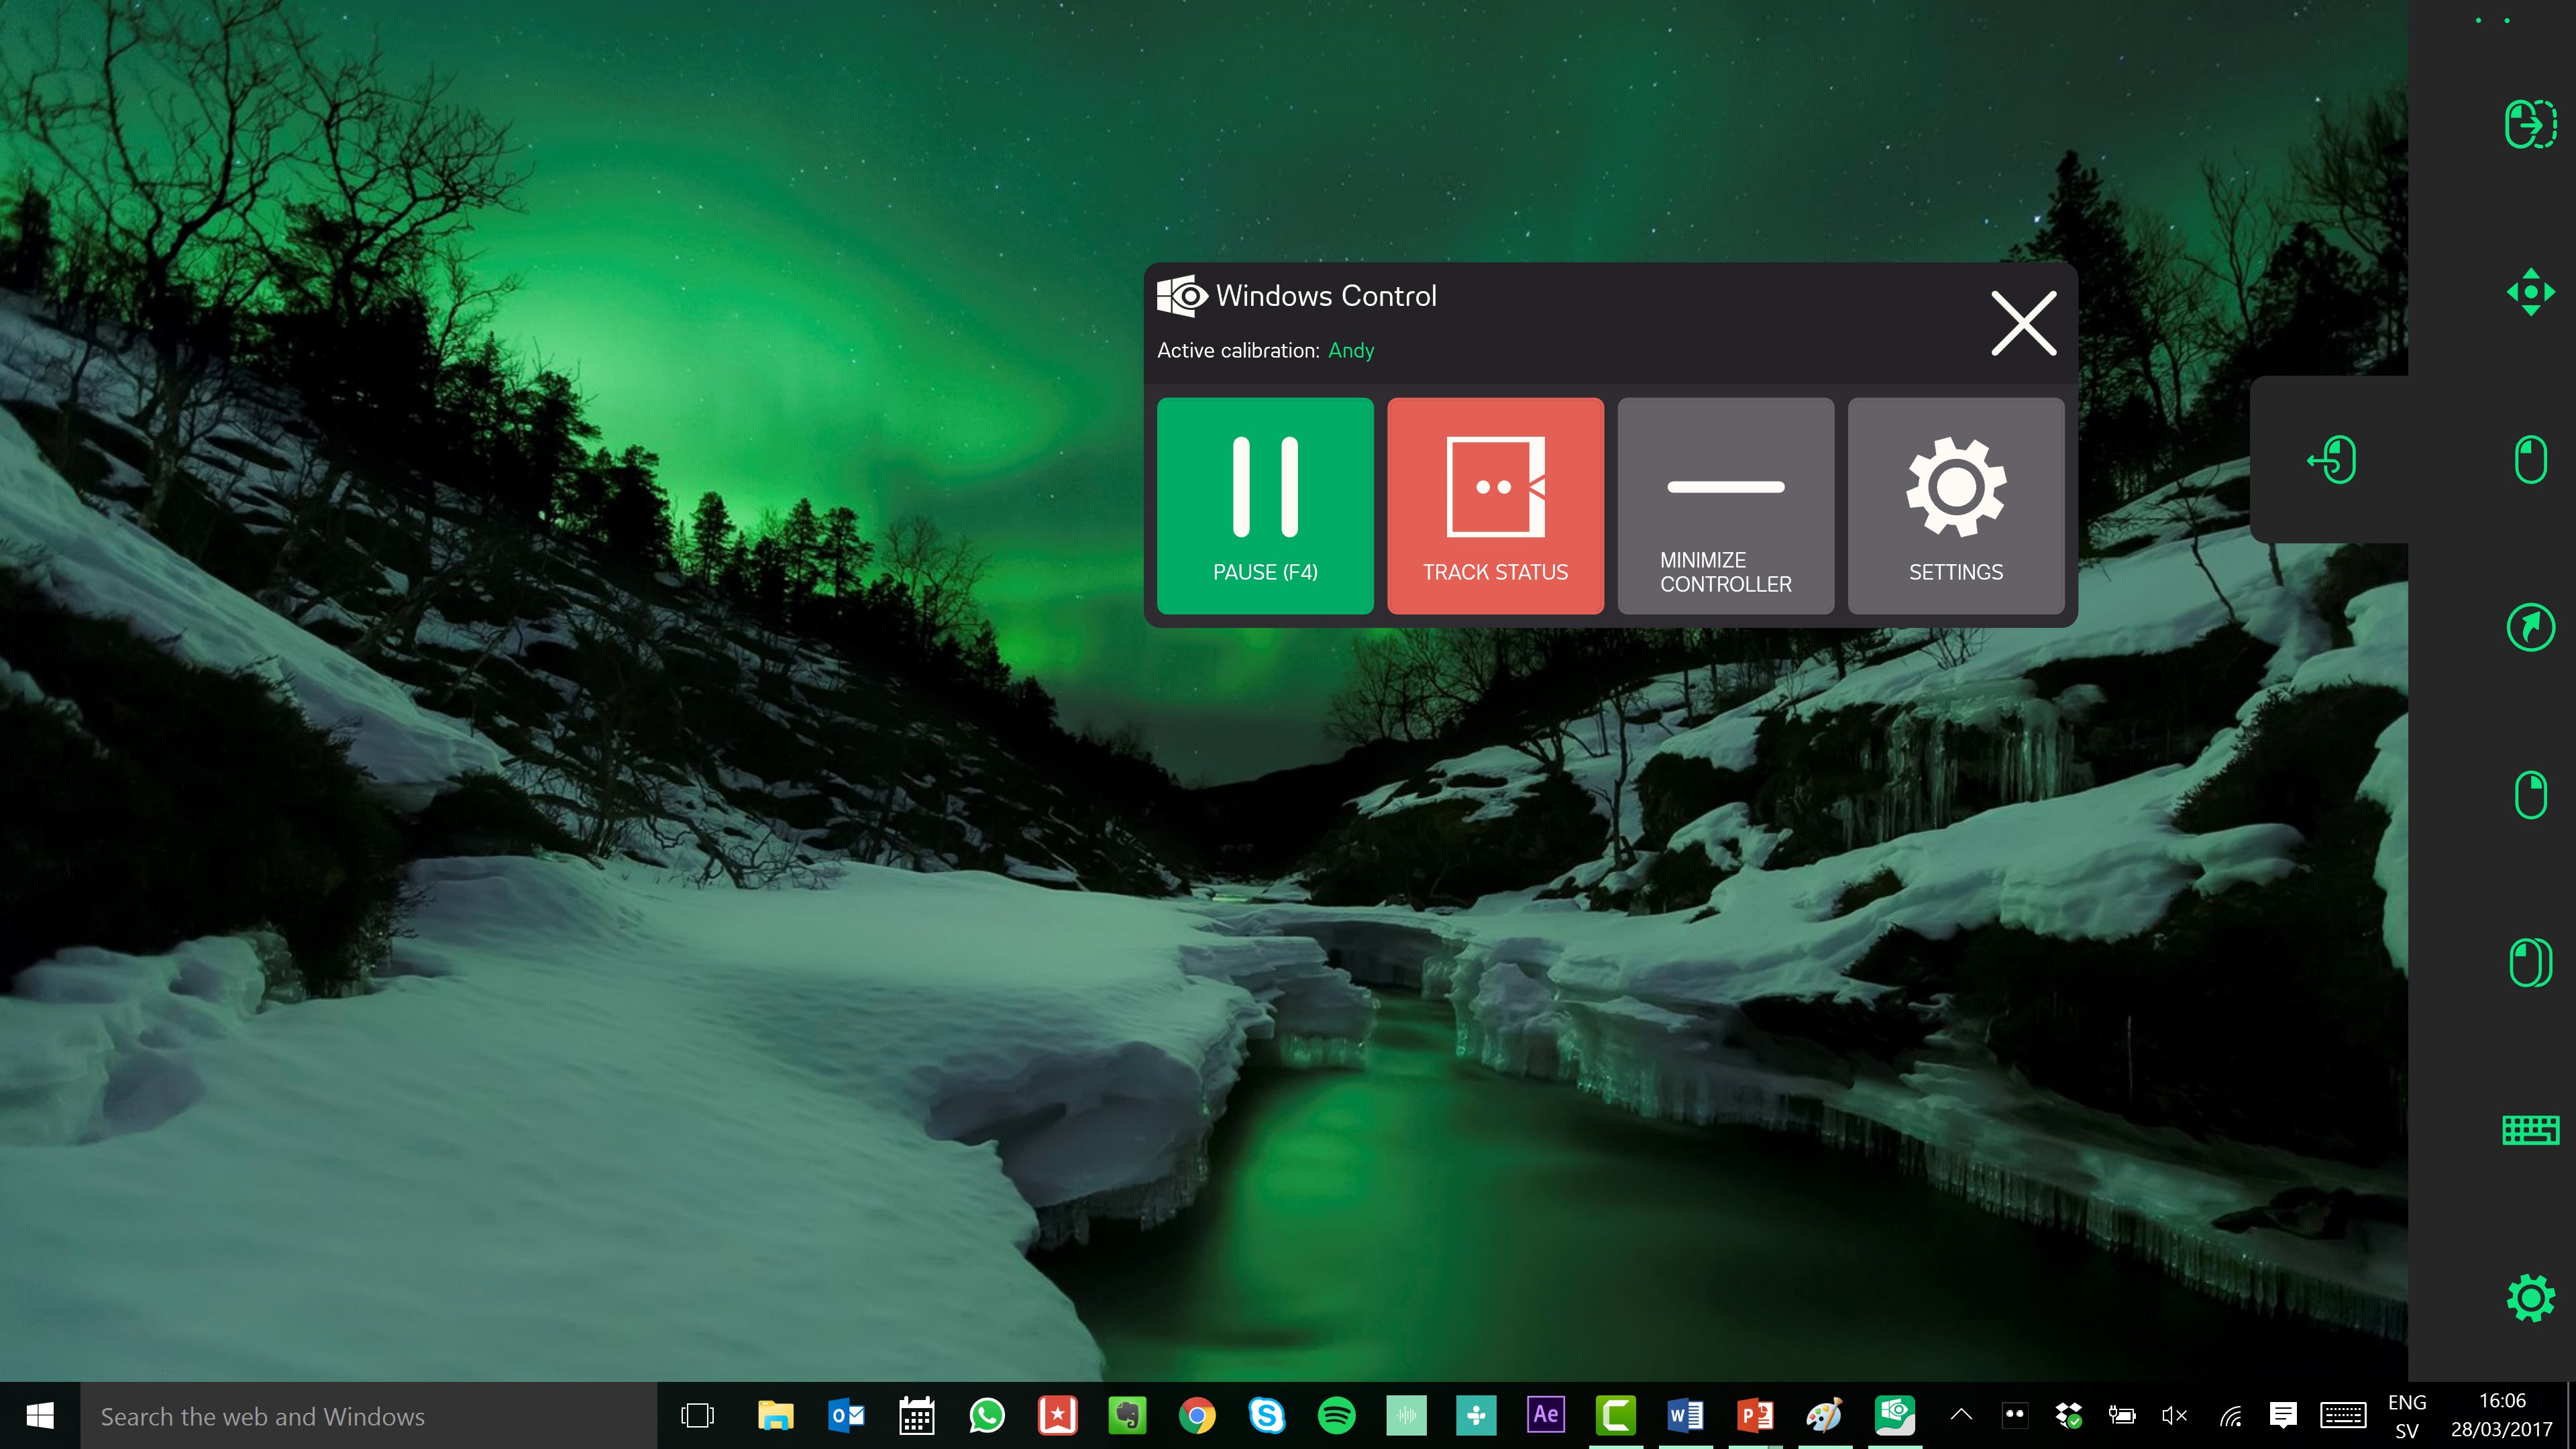 Windows Control
Active calibration: Andy
PAUSE (F4)
TRACK STATUS
MINIMIZE
CONTROLLER
SETTINGS
Search the web and Windows
Ae
ENG
SV
16:06
28/03/2017